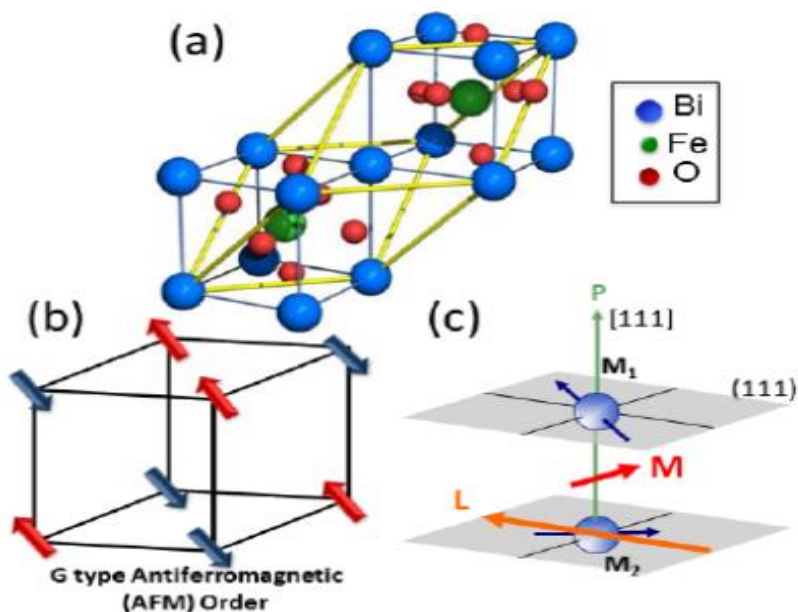 (a)
Bi
Fe
O
(b)
G type Antiferromagnetic
(AFM) Order
(c)
P
[111]
M₁
(111)
M
L
M₂